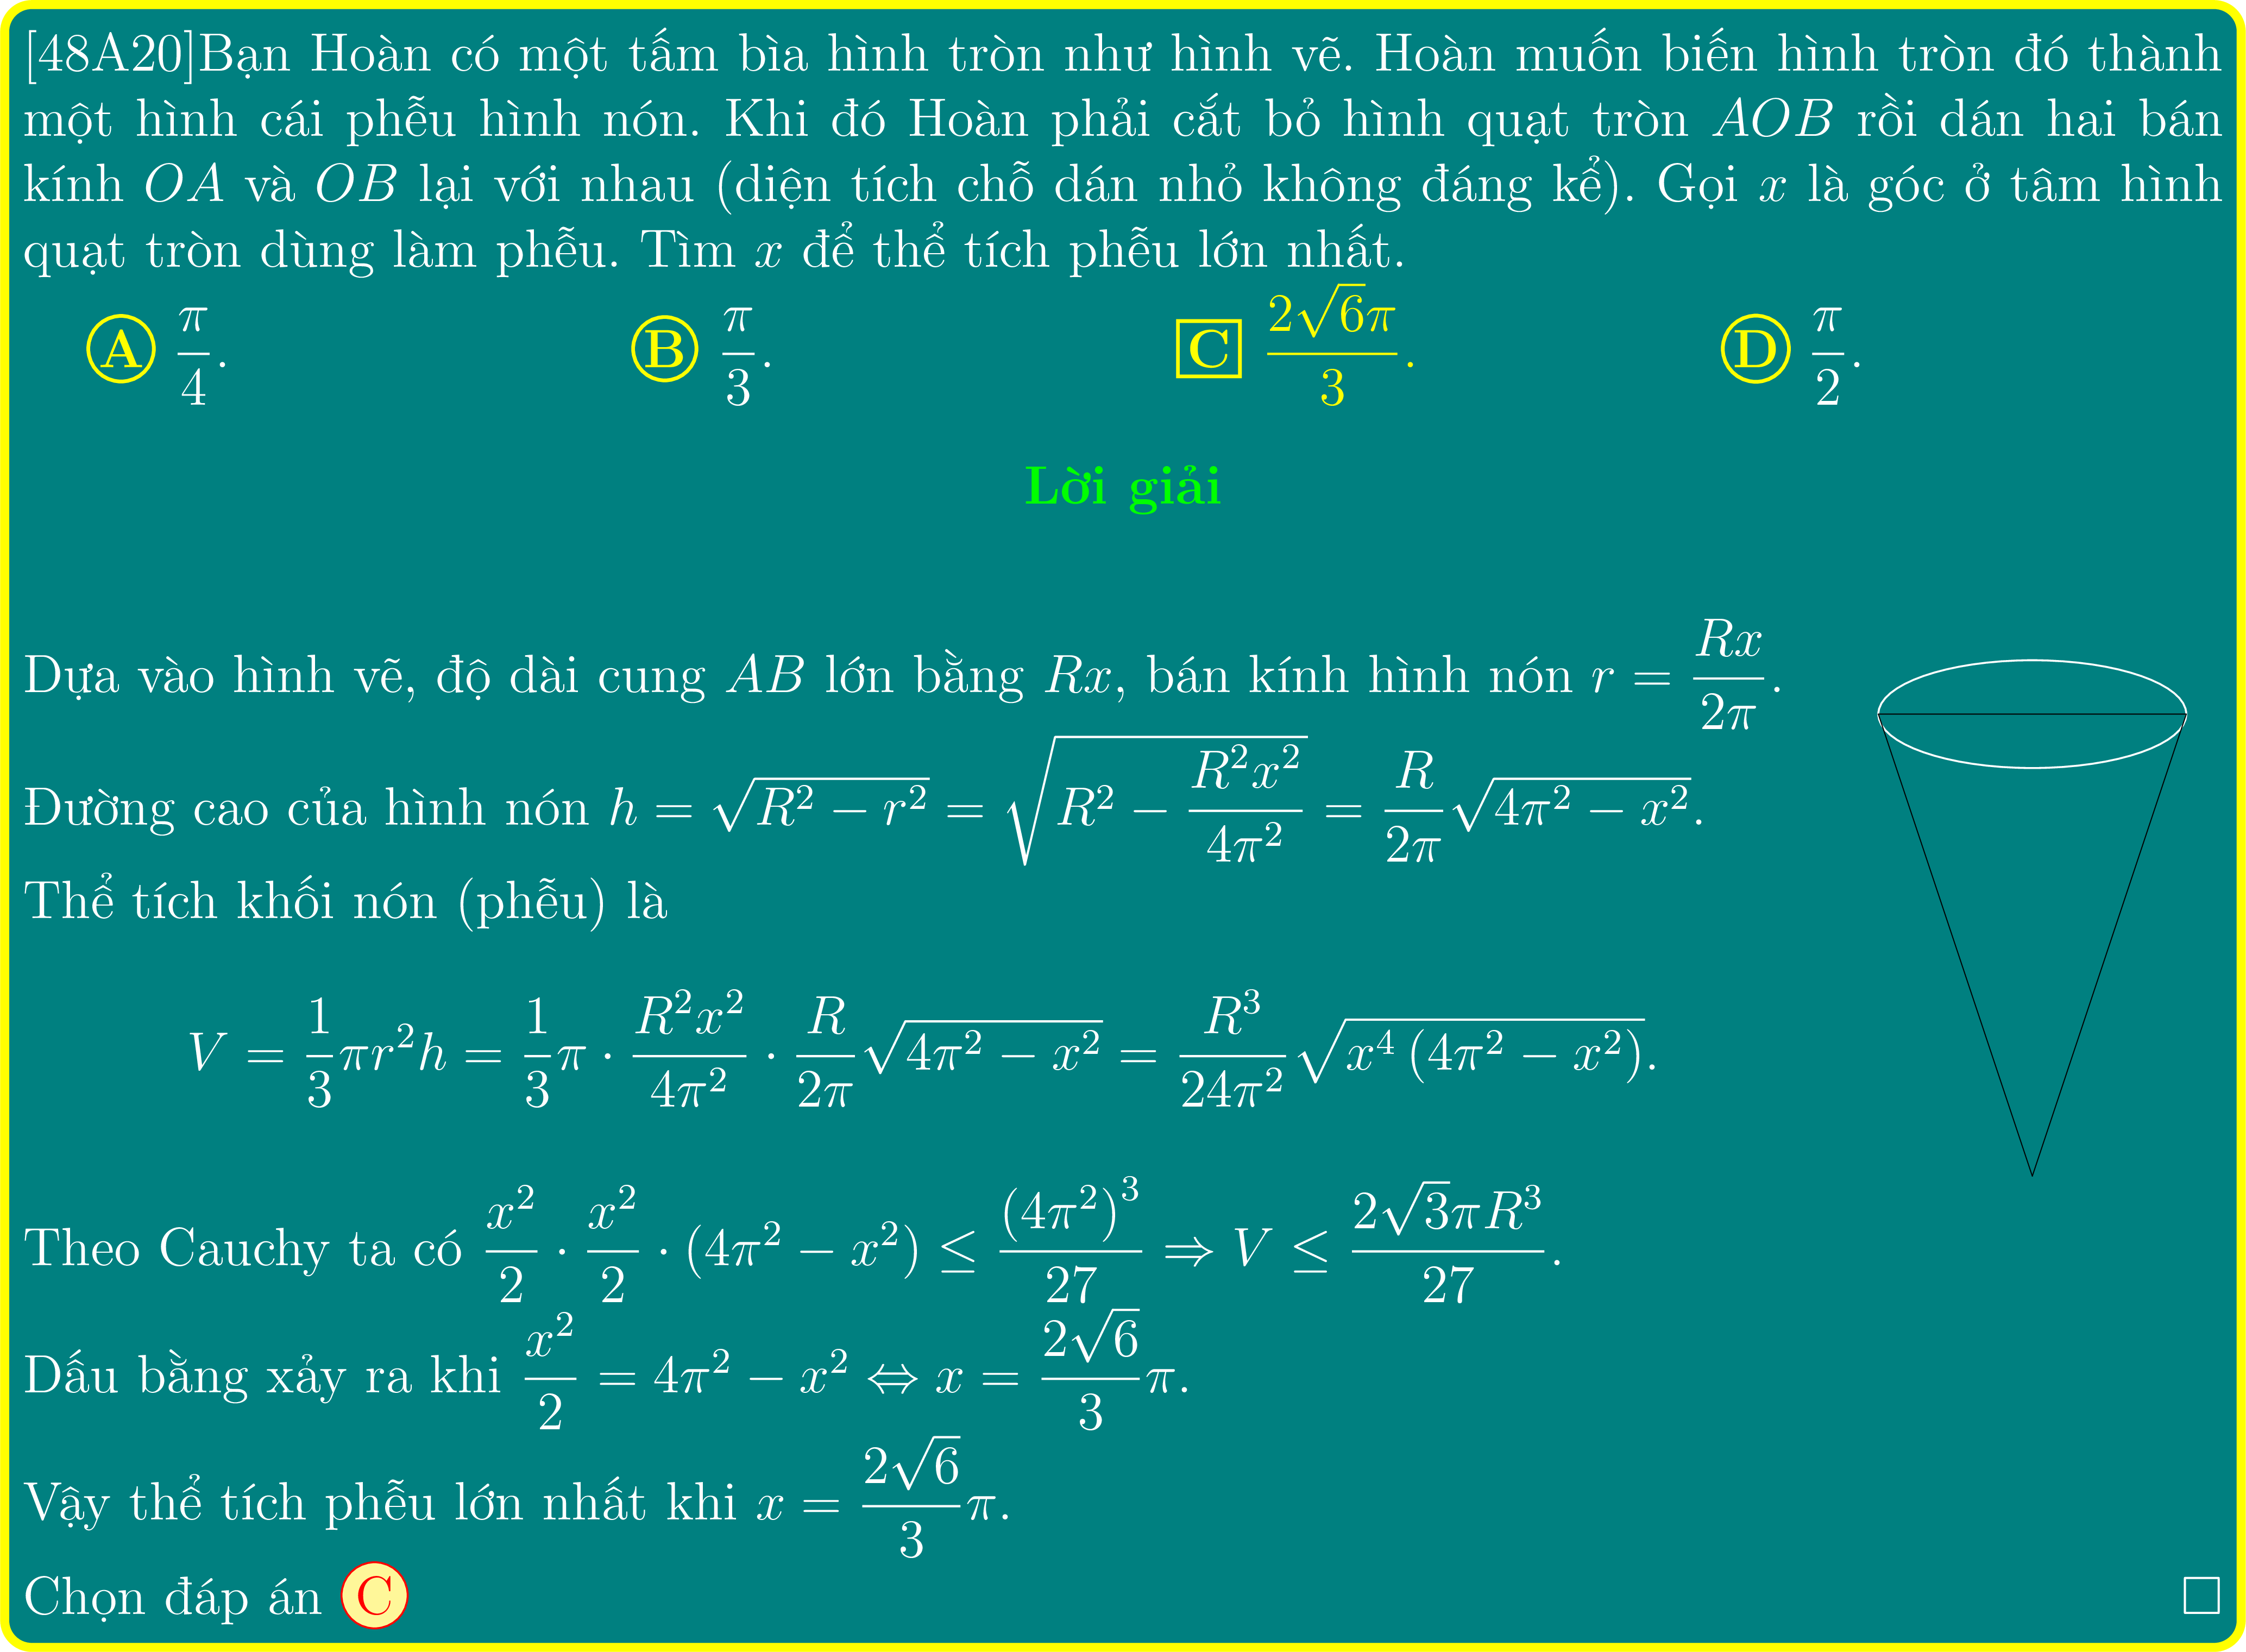 [48A20]Bạn Hoàn có một tấm bìa hình tròn như hình vẽ. Hoàn muốn biến hình tròn đó thành
một hình cái phễu hình nón. Khi đó Hoàn phải cắt bỏ hình quạt tròn AOB rồi dán hai bán
kính OA và OB lại với nhau (diện tích chỗ dán nhỏ không đáng kể). Gọi x là góc ở tâm hình
quạt tròn dùng làm phễu. Tìm x để thể tích phễu lớn nhất.
A $\frac{\pi}{4}$. B $\frac{\pi}{3}$. C $\frac{2\sqrt{6}\pi}{3}$. D $\frac{\pi}{2}$.
Lời giải
Dựa vào hình vẽ, độ dài cung AB lớn bằng Rx, bán kính hình nón $r = \frac{Rx}{2\pi}$.
Đường cao của hình nón $h = \sqrt{R^2 - r^2} = \sqrt{R^2 - \frac{R^2x^2}{4\pi^2}} = \frac{R}{2\pi}\sqrt{4\pi^2 - x^2}$.
Thể tích khối nón (phễu) là
$V = \frac{1}{3}\pi r^2 h = \frac{1}{3}\pi \cdot \frac{R^2x^2}{4\pi^2} \cdot \frac{R}{2\pi}\sqrt{4\pi^2 - x^2} = \frac{R^3}{24\pi^2}\sqrt{x^4\left(4\pi^2 - x^2\right)}$.
Theo Cauchy ta có $\frac{x^2}{2} \cdot \frac{x^2}{2} \cdot (4\pi^2 - x^2) \leq \frac{\left(4\pi^2\right)^3}{27} \Rightarrow V \leq \frac{2\sqrt{3}\pi R^3}{27}$.
Dấu bằng xảy ra khi $\frac{x^2}{2} = 4\pi^2 - x^2 \Leftrightarrow x = \frac{2\sqrt{6}}{3}\pi$.
Vậy thể tích phễu lớn nhất khi $x = \frac{2\sqrt{6}}{3}\pi$.
Chọn đáp án C □